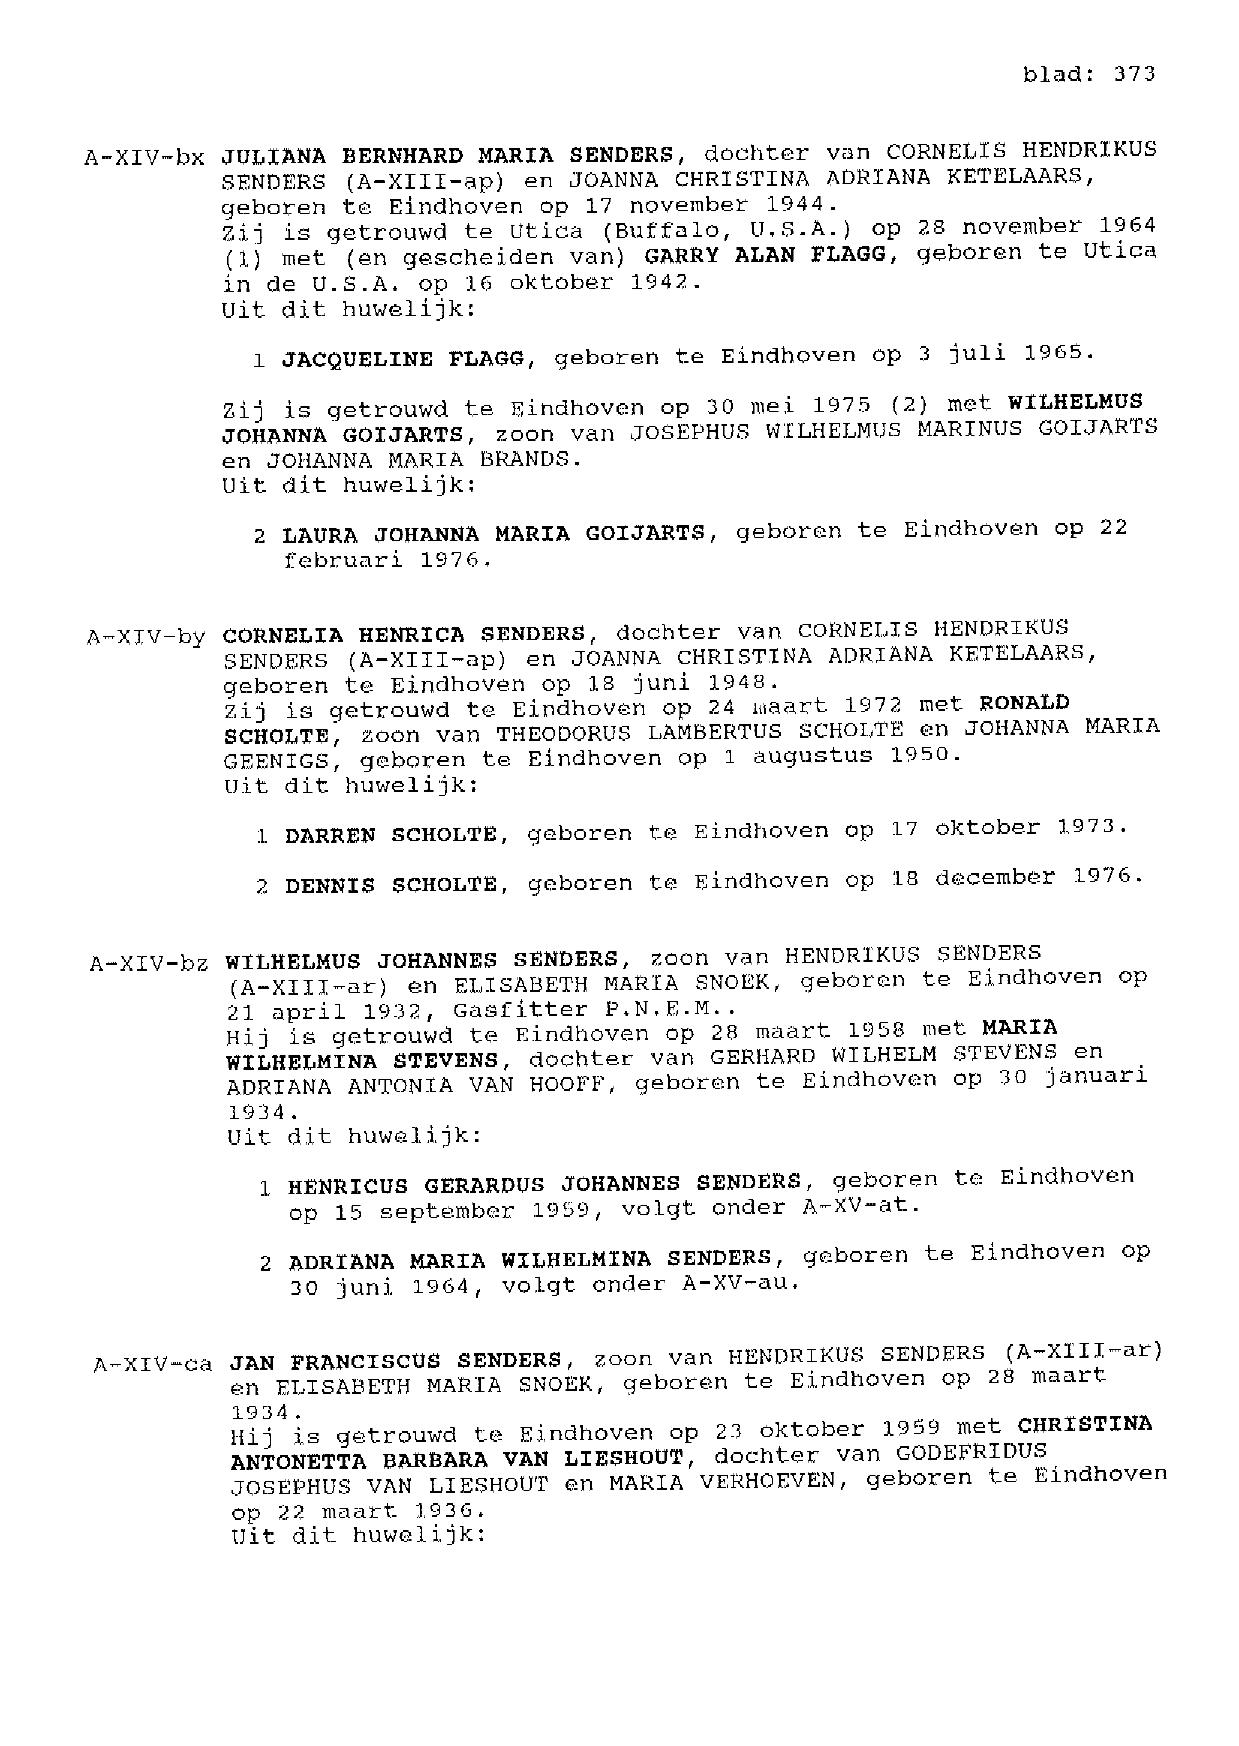 blad: 373
A-XIV-bx JULIANA BERNHARD MARIA SENDERS, dochter van CORNELIS HENDRIKUS
SENDERS (A-XIII-ap) en JOANNA CHRISTINA ADRIANA KETELAARS,
geboren te Eindhoven op 17 november 1944.
Zij is getrouwd te Utica (Buffalo, U.S.A.) op 28 november 1964
(1) met (en gescheiden van) GARRY ALAN FLAGG, geboren te Utica
in de U.S.A. op 16 oktober 1942.
Uit dit huwelijk:
1 JACQUELINE FLAGG, geboren te Eindhoven op 3 juli 1965.
Zij is getrouwd te Eindhoven op 30 mei 1975 (2) met WILHELMUS
JOHANNA GOIJARTS, zoon van JOSEPHUS WILHELMUS MARINUS GOIJARTS
en JOHANNA MARIA BRANDS.
Uit dit huwelijk:
2 LAURA JOHANNA MARIA GOIJARTS, geboren te Eindhoven op 22
februari 1976.
A-XIV-by CORNELIA HENRICA SENDERS, dochter van CORNELIS HENDRIKUS
SENDERS (A-XIII-ap) en JOANNA CHRISTINA ADRIANA KETELAARS,
geboren te Eindhoven op 18 juni 1948.
Zij is getrouwd te Eindhoven op 24 maart 1972 met RONALD
SCHOLTE, zoon van THEODORUS LAMBERTUS SCHOLTE en JOHANNA MARIA
GEENIGS, geboren te Eindhoven op 1 augustus 1950.
Uit dit huwelijk:
1 DARREN SCHOLTE, geboren te Eindhoven op 17 oktober 1973.
2 DENNIS SCHOLTE, geboren te Eindhoven op 18 december 1976.
A-XIV-bz WILHELMUS JOHANNES SENDERS, zoon van HENDRIKUS SENDERS
(A-XIII-ar) en ELISABETH MARIA SNOEK, geboren te Eindhoven op
21 april 1932, Gasfitter P.N.E.M..
Hij is getrouwd te Eindhoven op 28 maart 1958 met MARIA
WILHELMINA STEVENS, dochter van GERHARD WILHELM STEVENS en
ADRIANA ANTONIA VAN HOOFF, geboren te Eindhoven op 30 januari
1934.
Uit dit huwelijk:
1 HENRICUS GERARDUS JOHANNES SENDERS, geboren te Eindhoven
op 15 september 1959, volgt onder A-XV-at.
2 ADRIANA MARIA WILHELMINA SENDERS, geboren te Eindhoven op
30 juni 1964, volgt onder A-XV-au.
A-XIV-ca JAN FRANCISCUS SENDERS, zoon van HENDRIKUS SENDERS (A-XIII-ar)
en ELISABETH MARIA SNOEK, geboren te Eindhoven op 28 maart
1934.
Hij is getrouwd te Eindhoven op 23 oktober 1959 met CHRISTINA
ANTONETTA BARBARA VAN LIESHOUT, dochter van GODEFRIDUS
JOSEPHUS VAN LIESHOUT en MARIA VERHOEVEN, geboren te Eindhoven
op 22 maart 1936.
Uit dit huwelijk: